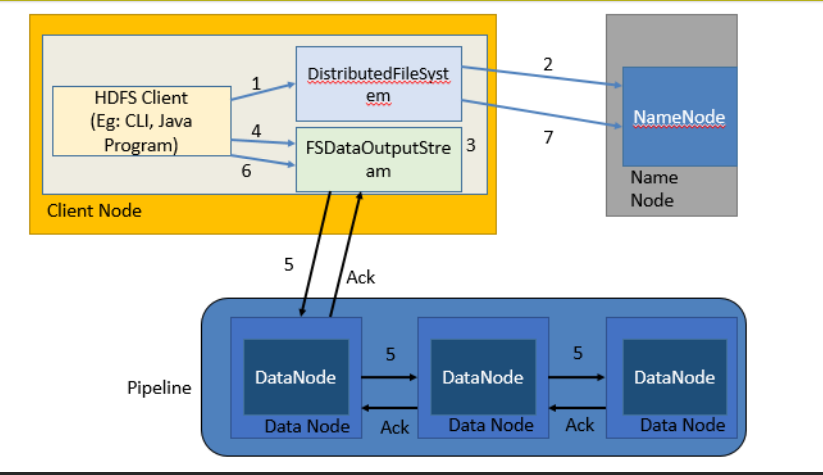 1
DistributedFileSyst
em
2
NameNode
HDFS Client
(Eg: CLI, Java
Program)
4
6
FSDataOutputStre
am
3
7
Name
Node
Client Node
5
Ack
Pipeline
DataNode
5
DataNode
5
DataNode
Data Node
Ack
Data Node
Ack
Data Node